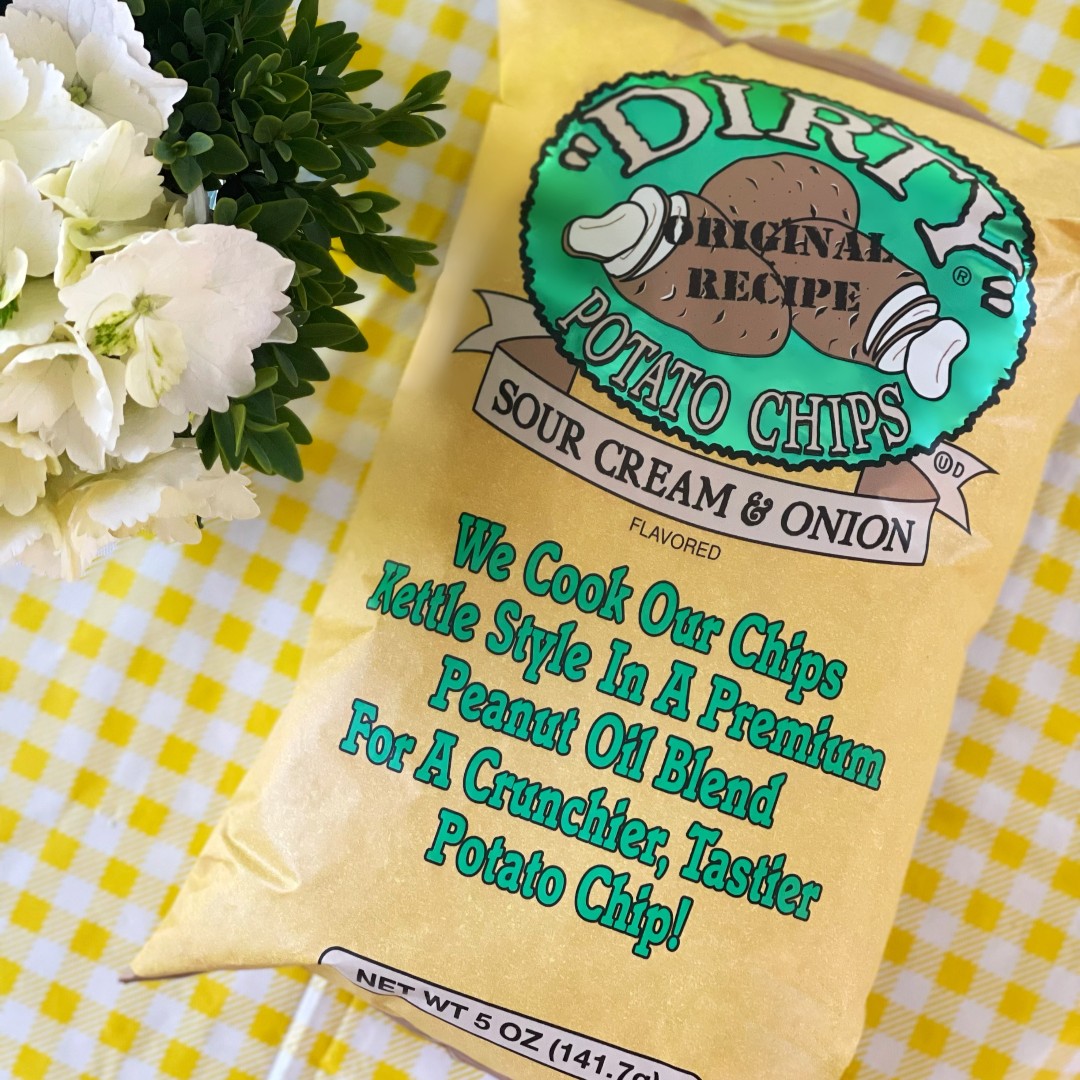 "DIRTY"®
ORIGINAL
RECIPE
POTATO CHIPS
SOUR CREAM & ONION
UD
FLAVORED
We Cook Our Chips
Kettle Style In A Premium
Peanut Oil Blend
For A Crunchier, Tastier
Potato Chip!
NET WT 5 OZ (141.7g)